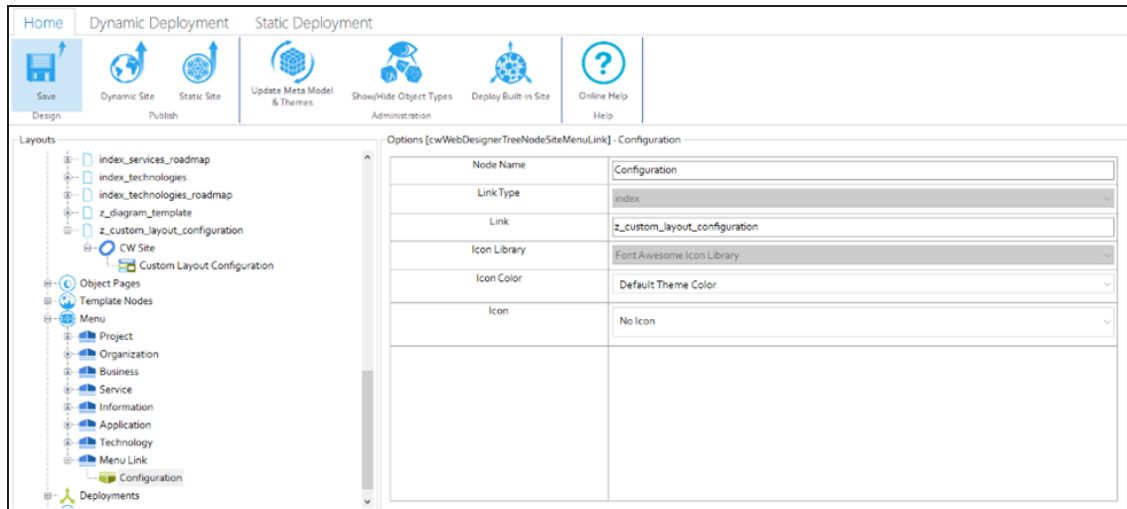 Home Dynamic Deployment Static Deployment
Save Dynamic Site Static Site Update Meta Model Show/Hide Object Types Deploy Built-in Site Online Help
& Themes
Design Publish Administration Help
Layouts
index_services_roadmap
index_technologies
index_technologies_roadmap
z_diagram_template
z_custom_layout_configuration
CW Site
Custom Layout Configuration
Object Pages
Template Nodes
Menu
Project
Organization
Business
Service
Information
Application
Technology
Menu Link
Configuration
Deployments
Options [cwWebDesignerTreeNodeSiteMenuLink] - Configuration
Node Name Configuration
Link Type index
Link z_custom_layout_configuration
Icon Library Font Awesome Icon Library
Icon Color Default Theme Color
Icon No Icon